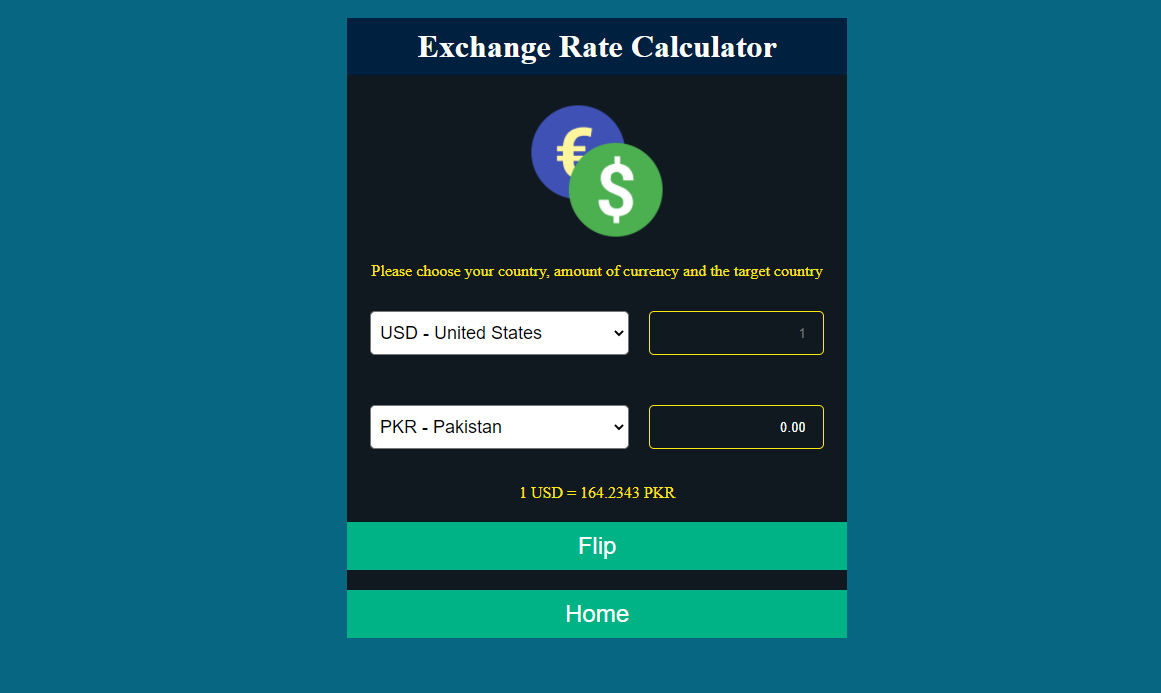 Exchange Rate Calculator
€
$
Please choose your country, amount of currency and the target country
USD - United States
1
PKR - Pakistan
0.00
1 USD = 164.2343 PKR
Flip
Home